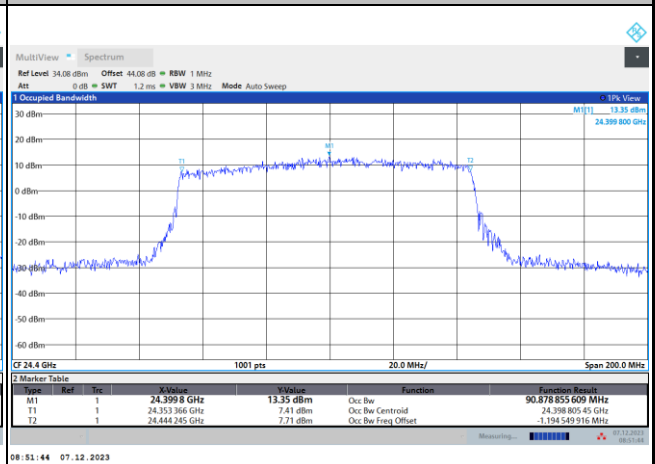 MultiView Spectrum
Ref Level 34.08 dBm Offset 44.08 dB RBW 1 MHz
Att 0 dB SWT 1.2 ms VBW 3 MHz Mode Auto Sweep
1 Occupied Bandwidth 1Pk View
M1[1] 13.35 dBm
24.399 800 GHz
30 dBm
20 dBm
M1
T1 T2
10 dBm
0 dBm
-10 dBm
-20 dBm
-30 dBm
-50 dBm
-60 dBm
CF 24.4 GHz 1001 pts 20.0 MHz/ Span 200.0 MHz
2 Marker Table
Type Ref Trc X-Value Y-Value Function Function Result
M1 1 24.399 8 GHz 13.35 dBm Occ Bw 90.878 855 609 MHz
T1 1 24.353 366 GHz 7.41 dBm Occ Bw Centroid 24.398 805 45 GHz
T2 1 24.444 245 GHz 7.71 dBm Occ Bw Freq Offset -1.194 549 916 MHz
Measuring... 07.12.2023
08:51:44
08:51:44 07.12.2023